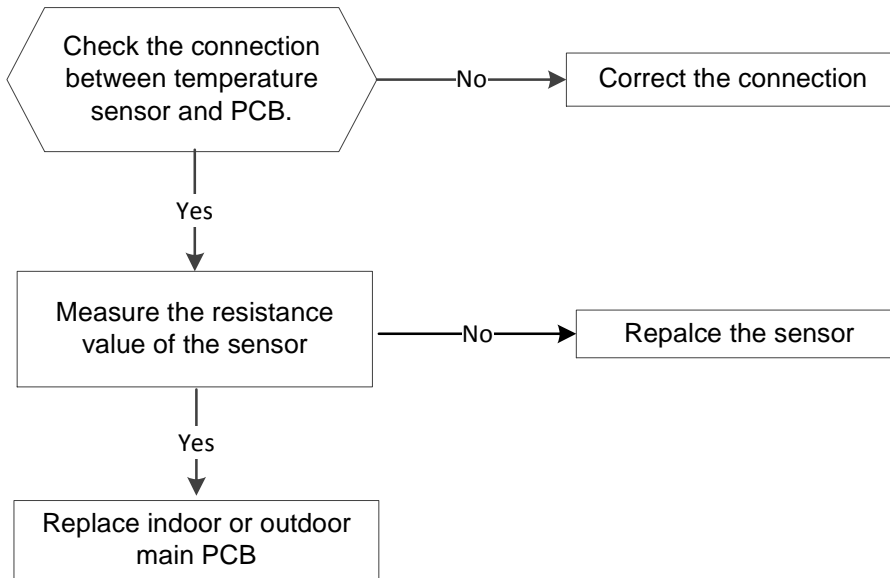 Check the connection
between temperature
sensor and PCB.
No
Correct the connection
Yes
Measure the resistance
value of the sensor
No
Repalce the sensor
Yes
Replace indoor or outdoor
main PCB